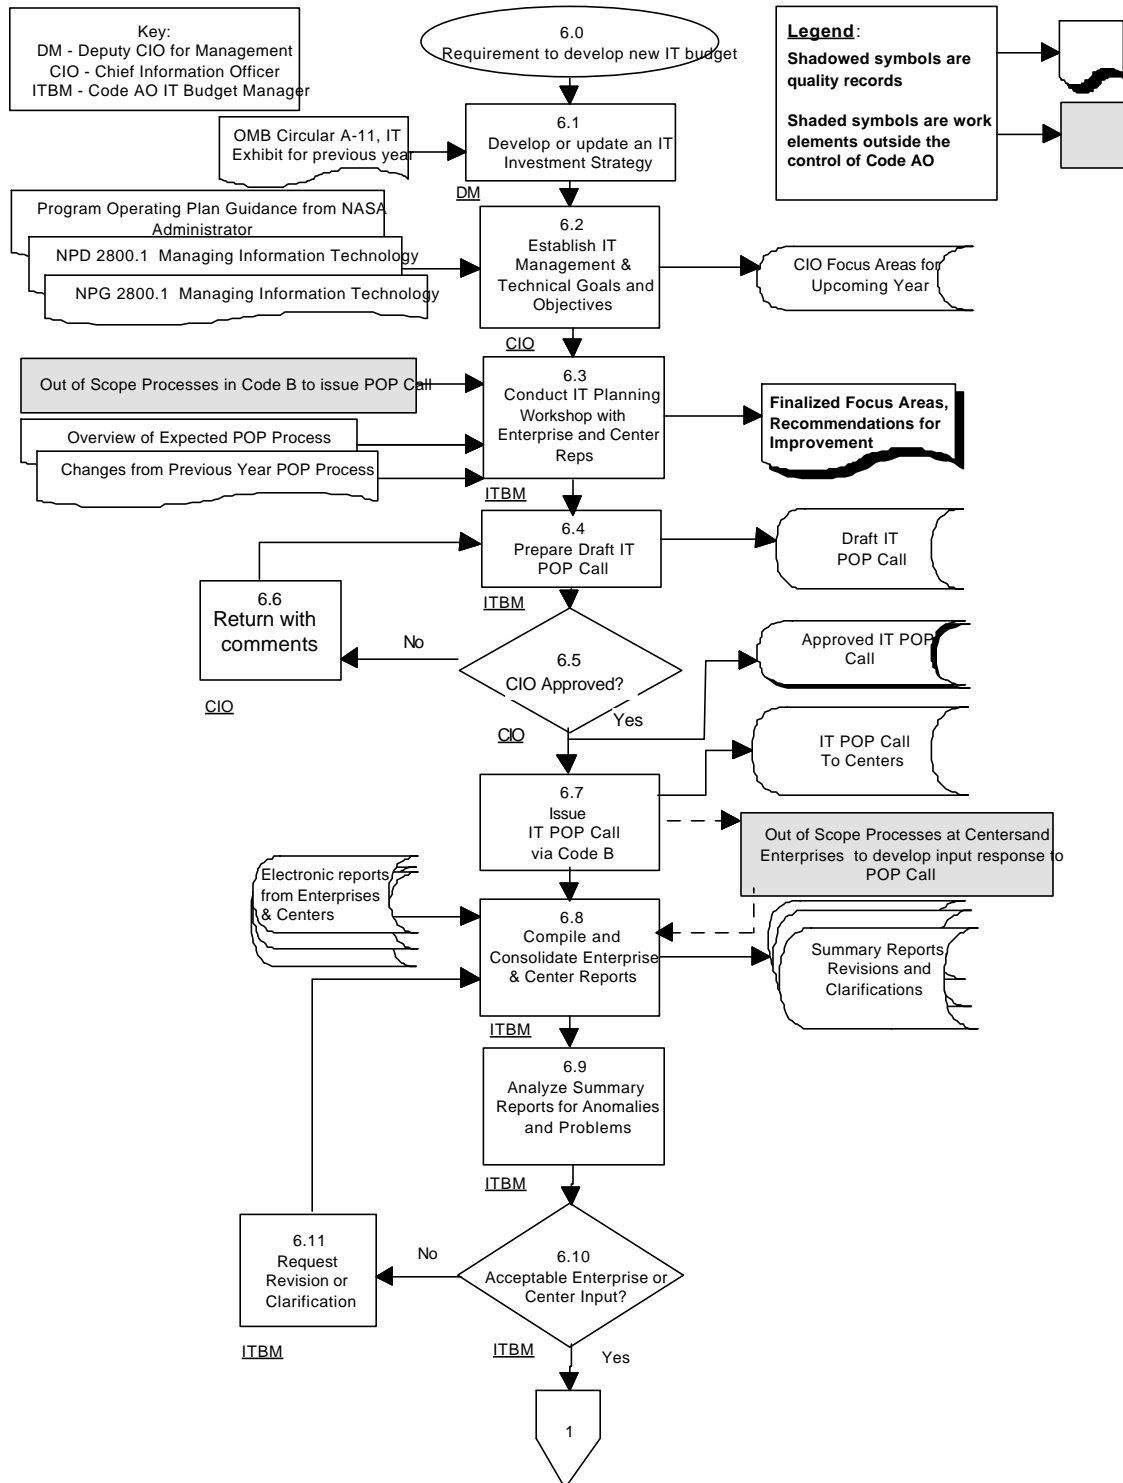 Key:
DM - Deputy CIO for Management
CIO - Chief Information Officer
ITBM - Code AO IT Budget Manager
6.0
Requirement to develop new IT budget
Legend:
Shadowed symbols are
quality records
Shaded symbols are work
elements outside the
control of Code AO
OMB Circular A-11, IT
Exhibit for previous year
6.1
Develop or update an IT
Investment Strategy
DM
Program Operating Plan Guidance from NASA
Administrator
NPD 2800.1 Managing Information Technology
NPG 2800.1 Managing Information Technology
6.2
Establish IT
Management &
Technical Goals and
Objectives
CIO Focus Areas for
Upcoming Year
CIO
Out of Scope Processes in Code B to issue POP Call
Overview of Expected POP Process
Changes from Previous Year POP Process
6.3
Conduct IT Planning
Workshop with
Enterprise and Center
Reps
Finalized Focus Areas,
Recommendations for
Improvement
ITBM
6.4
Prepare Draft IT
POP Call
Draft IT
POP Call
ITBM
6.6
Return with
comments
CIO
No
6.5
CIO Approved?
Yes
CIO
Approved IT POP
Call
IT POP Call
To Centers
6.7
Issue
IT POP Call
via Code B
Out of Scope Processes at Centersand
Enterprises to develop input response to
POP Call
Electronic reports
from Enterprises
& Centers
6.8
Compile and
Consolidate Enterprise
& Center Reports
Summary Reports
Revisions and
Clarifications
ITBM
6.9
Analyze Summary
Reports for Anomalies
and Problems
ITBM
6.11
Request
Revision or
Clarification
ITBM
No
6.10
Acceptable Enterprise or
Center Input?
ITBM
Yes
1